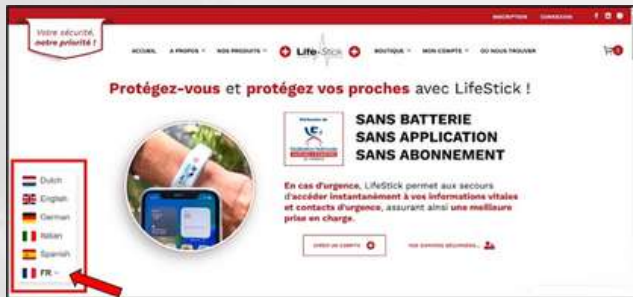 INSCRIPTION CONNEXION
Votre sécurité,
notre priorité !
ACCUEIL A PROPOS NOS PRODUITS Life-Stick BOUTIQUE MON COMPTE OU NOUS TROUVER
Protégez-vous et protégez vos proches avec LifeStick !
SANS BATTERIE
SANS APPLICATION
SANS ABONNEMENT
En cas d'urgence, LifeStick permet aux secours
d'accéder instantanément à vos informations vitales
et contacts d'urgence, assurant ainsi une meilleure
prise en charge.
CRÉER UN COMPTE
Dutch
English
German
Italian
Spanish
FR